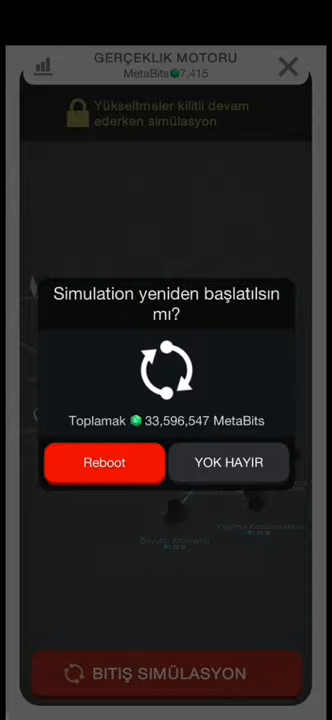 GERÇEKLIK MOTORU
MetaBits 7,415
Yükseltmeler kilitli devam
ederken simülasyon
Simulation yeniden başlatılsın
mı?
Toplamak 33,596,547 MetaBits
Reboot
YOK HAYIR
BITIŞ SIMÜLASYON